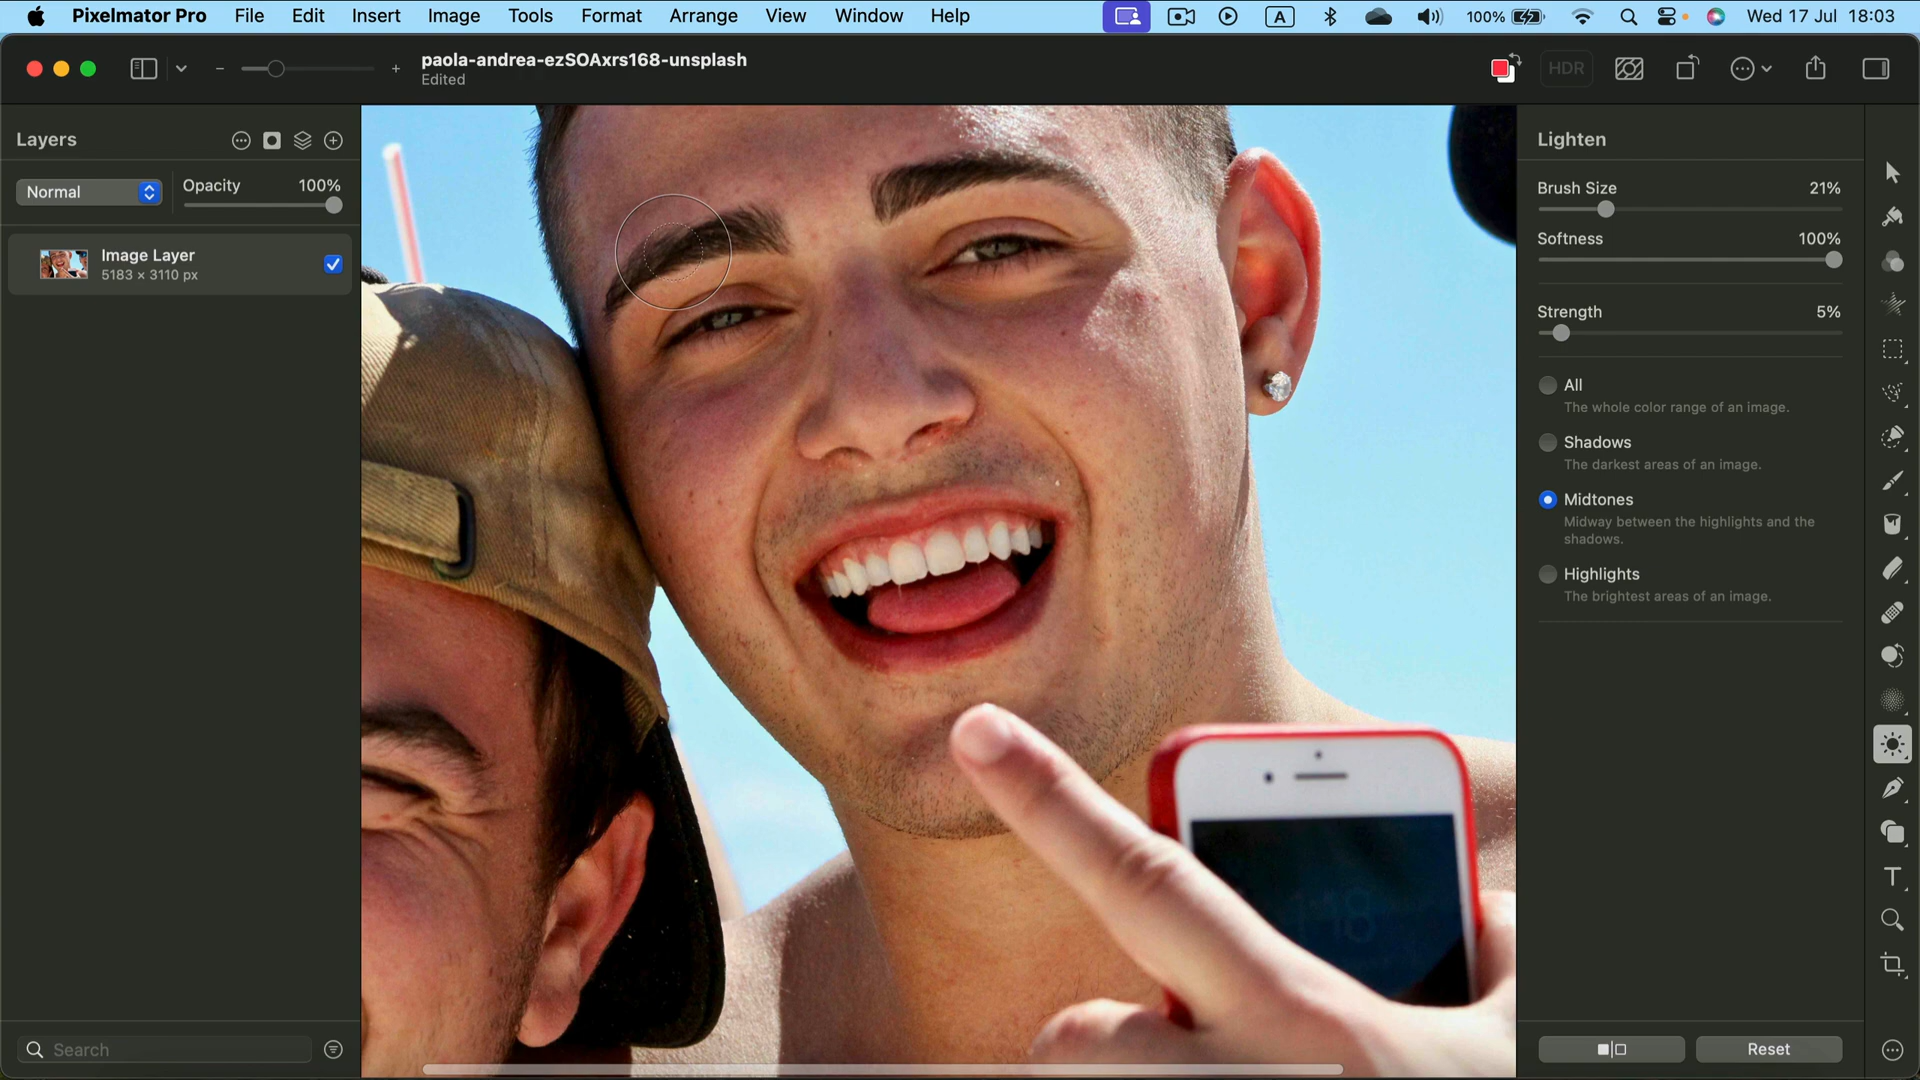 Pixelmator Pro File Edit Insert Image Tools Format Arrange View Window Help A 100% Wed 17 Jul 18:03
paola-andrea-ezSOAxrs168-unsplash
Edited
HDR
Layers
Normal
Opacity 100%
Image Layer
5183 × 3110 px
Search
Lighten
Brush Size 21%
Softness 100%
Strength 5%
All
The whole color range of an image.
Shadows
The darkest areas of an image.
Midtones
Midway between the highlights and the
shadows.
Highlights
The brightest areas of an image.
Reset